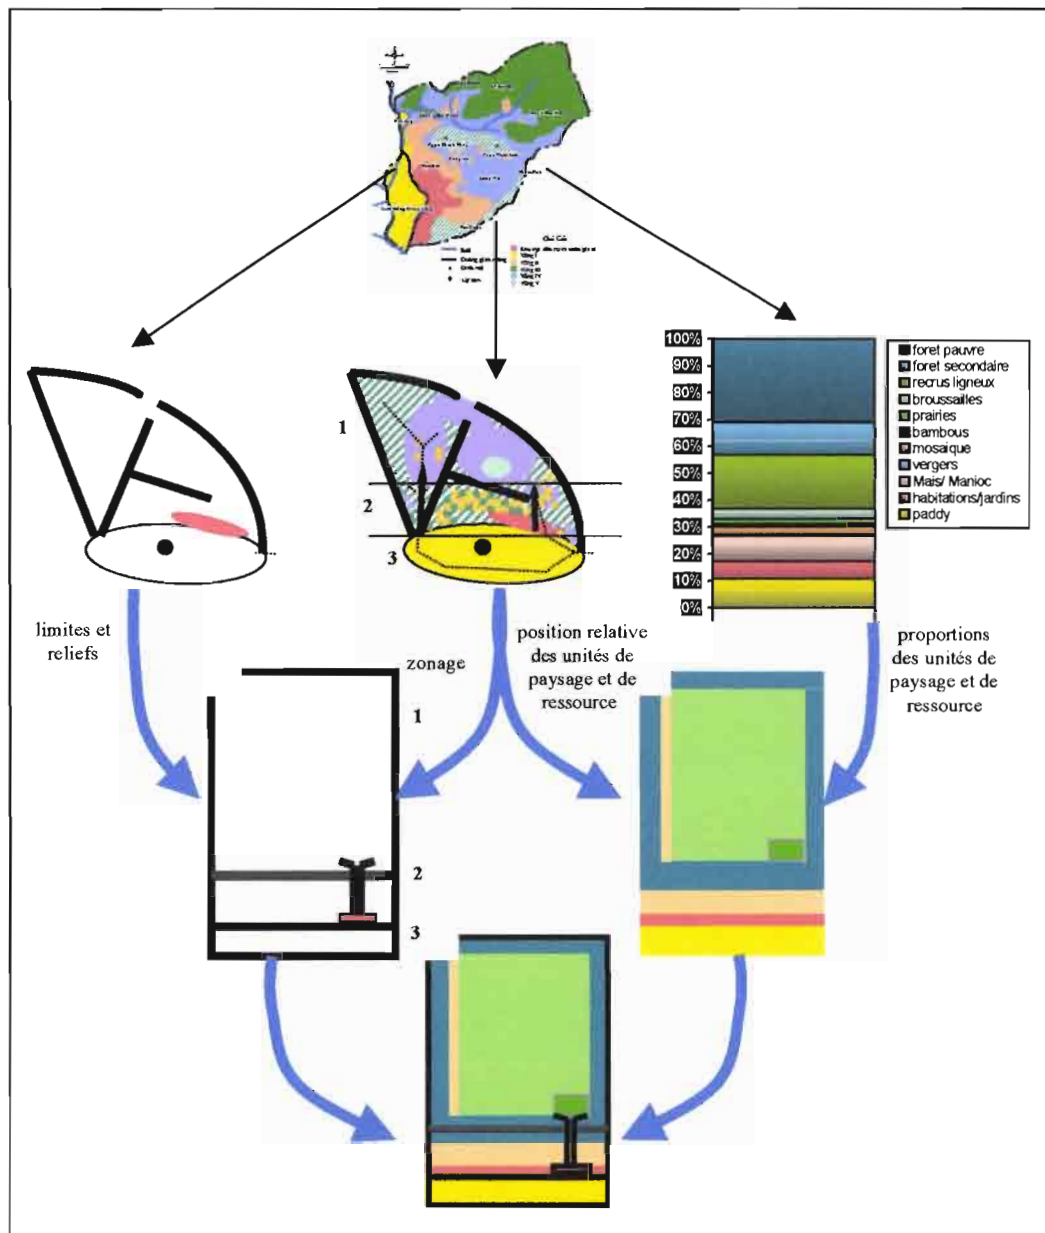 1
2
3
100%
90%
80%
70%
60%
50%
40%
30%
20%
10%
0%
foret pauvre
foret secondaire
recrus ligneux
broussailles
prairies
bambous
mosaique
vergers
Mais/ Manioc
habitations/jardins
paddy
limites et
reliefs
zonage
position relative
des unités de
paysage et de
ressource
proportions
des unités de
paysage et de
ressource
1
2
3